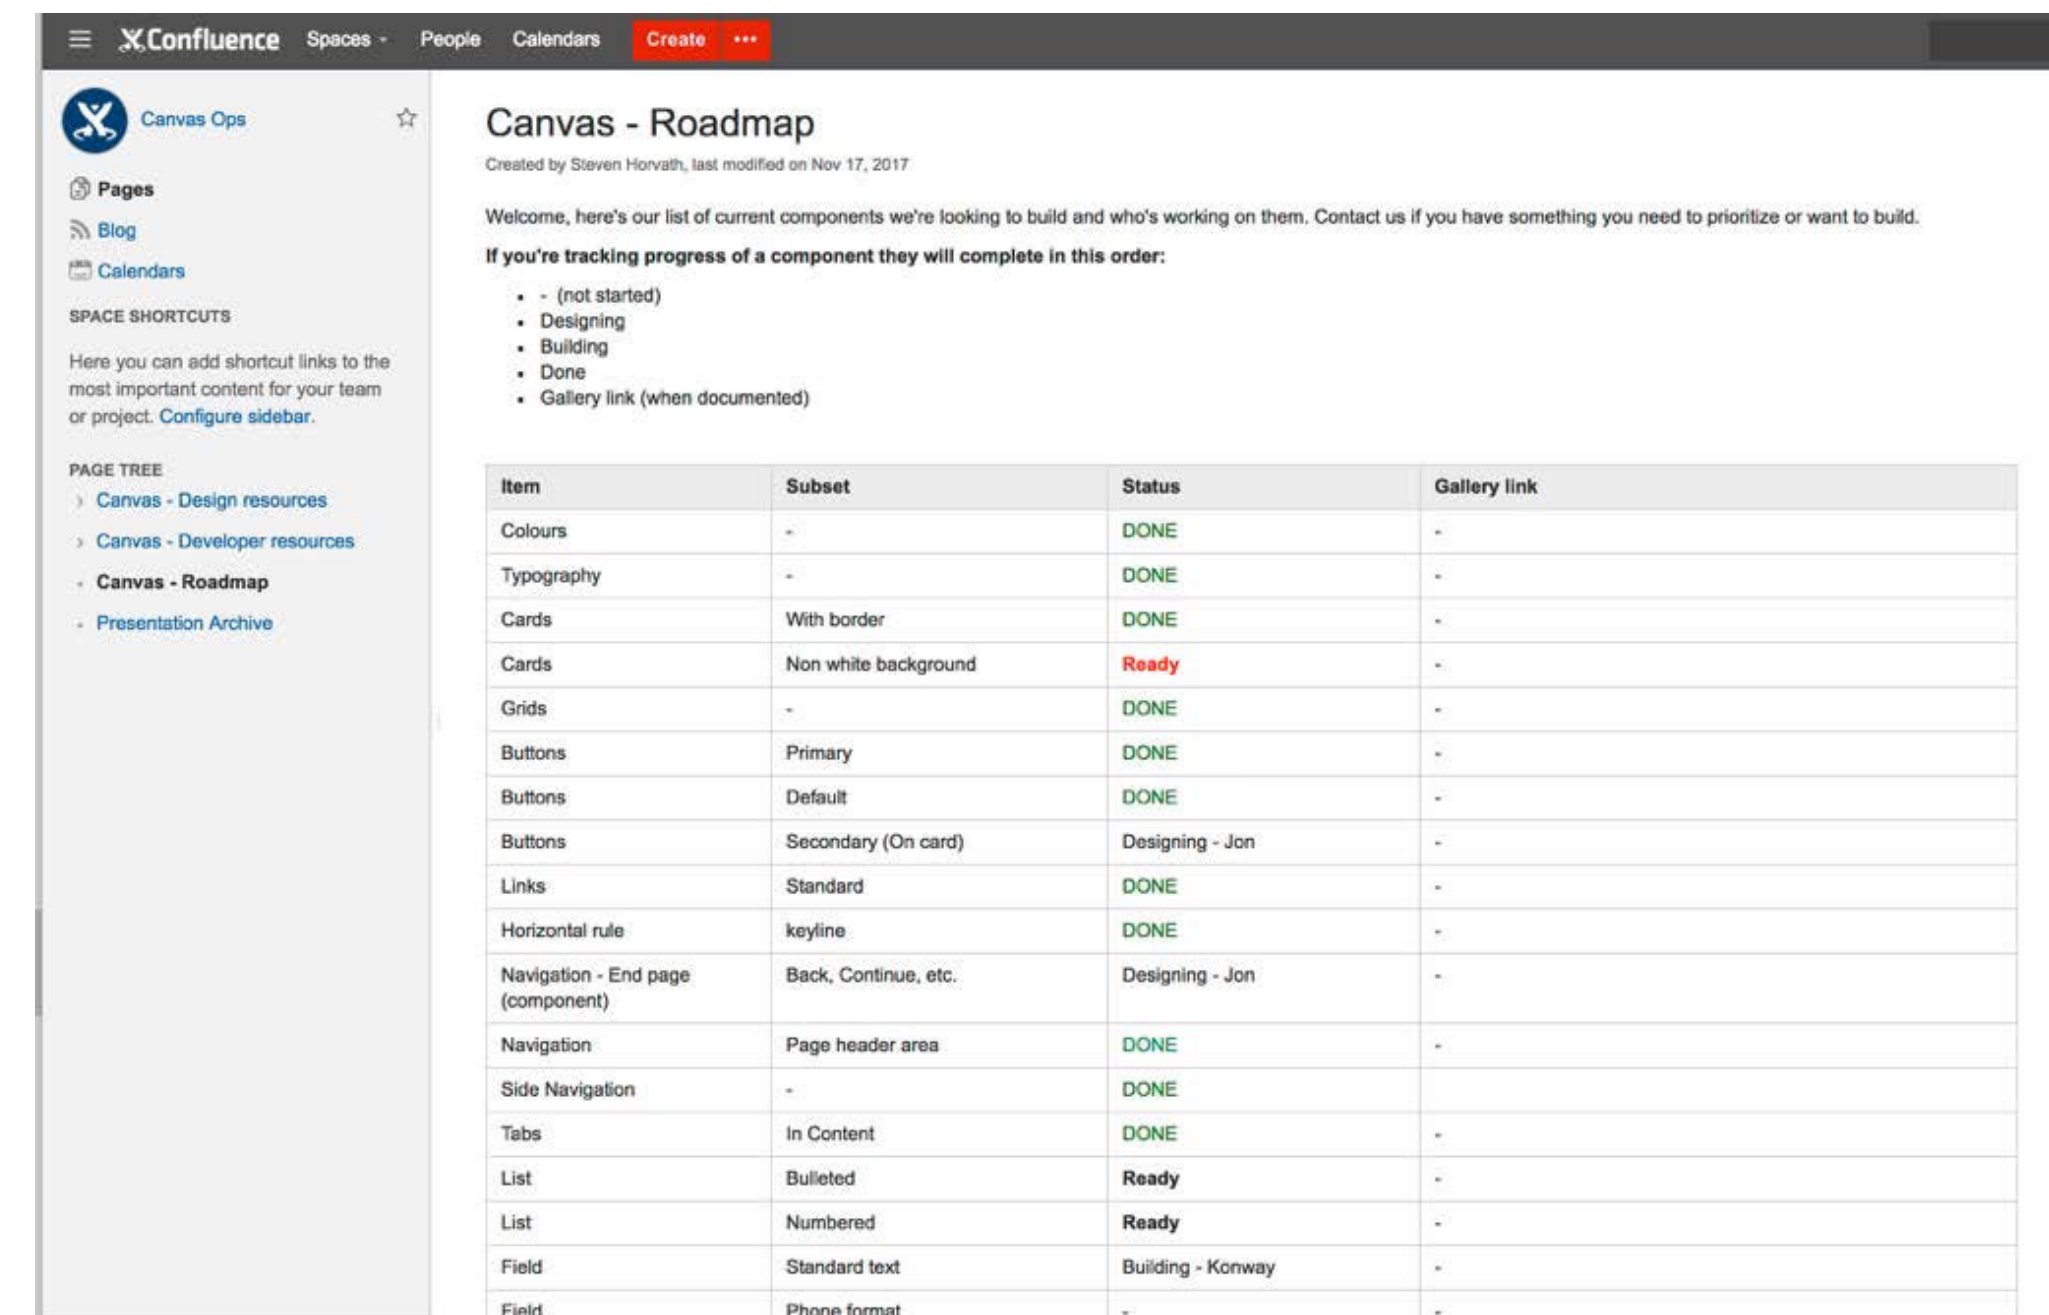 Confluence Spaces People Calendars Create •••
Canvas Ops
Pages
Blog
Calendars
SPACE SHORTCUTS
Here you can add shortcut links to the
most important content for your team
or project. Configure sidebar.
PAGE TREE
Canvas - Design resources
Canvas - Developer resources
Canvas - Roadmap
Presentation Archive
Canvas - Roadmap
Created by Steven Horvath, last modified on Nov 17, 2017
Welcome, here's our list of current components we're looking to build and who's working on them. Contact us if you have something you need to prioritize or want to build.
If you're tracking progress of a component they will complete in this order:
• - (not started)
• Designing
• Building
• Done
• Gallery link (when documented)
Item Subset Status Gallery link
Colours - DONE -
Typography - DONE -
Cards With border DONE -
Cards Non white background Ready -
Grids - DONE -
Buttons Primary DONE -
Buttons Default DONE -
Buttons Secondary (On card) Designing - Jon -
Links Standard DONE -
Horizontal rule keyline DONE -
Navigation - End page Back, Continue, etc. Designing - Jon -
(component)
Navigation Page header area DONE -
Side Navigation - DONE
Tabs In Content DONE -
List Bulleted Ready -
List Numbered Ready -
Field Standard text Building - Konway -
Field Phone format - -